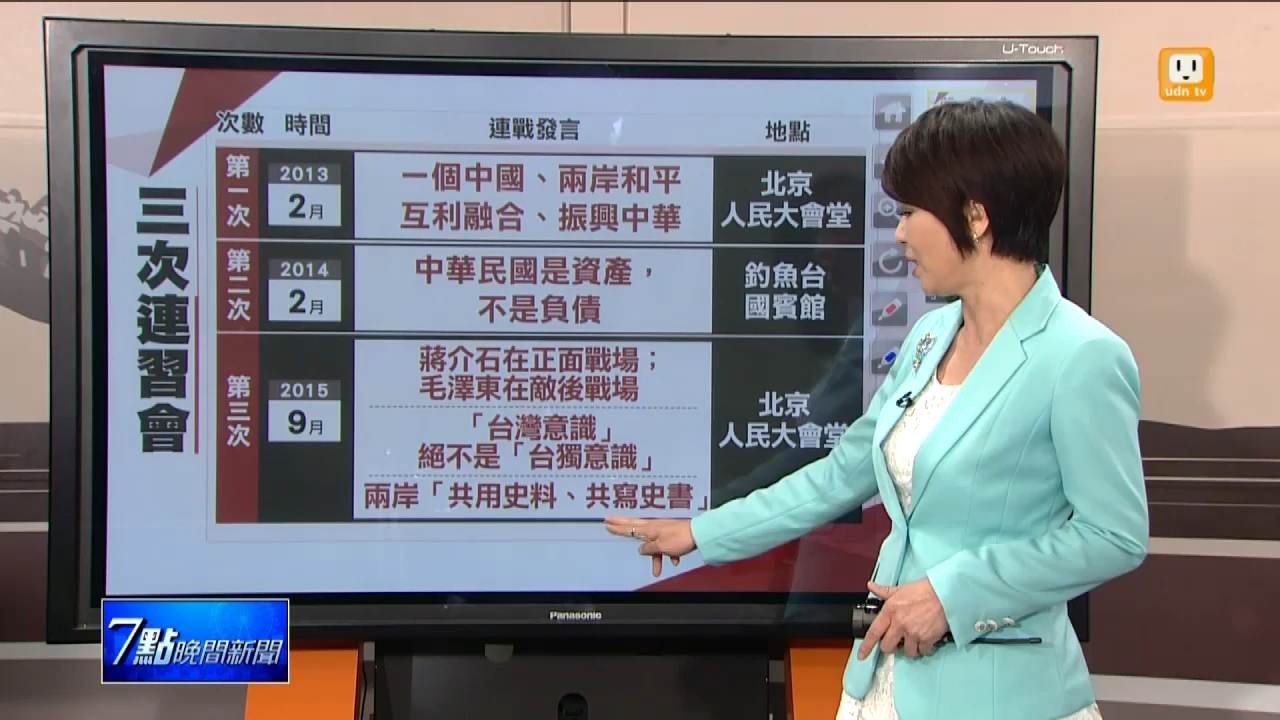 U-Touch
udn tv
三次連習會
次數 時間 連戰發言 地點
第一次
2013
2月
一個中國、兩岸和平
互利融合、振興中華
北京
人民大會堂
第二次
2014
2月
中華民國是資產，
不是負債
釣魚台
國賓館
第三次
2015
9月
蔣介石在正面戰場；
毛澤東在敵後戰場
「台灣意識」
絕不是「台獨意識」
兩岸「共用史料、共寫史書」
北京
人民大會堂
Panasonic
7點晚間新聞